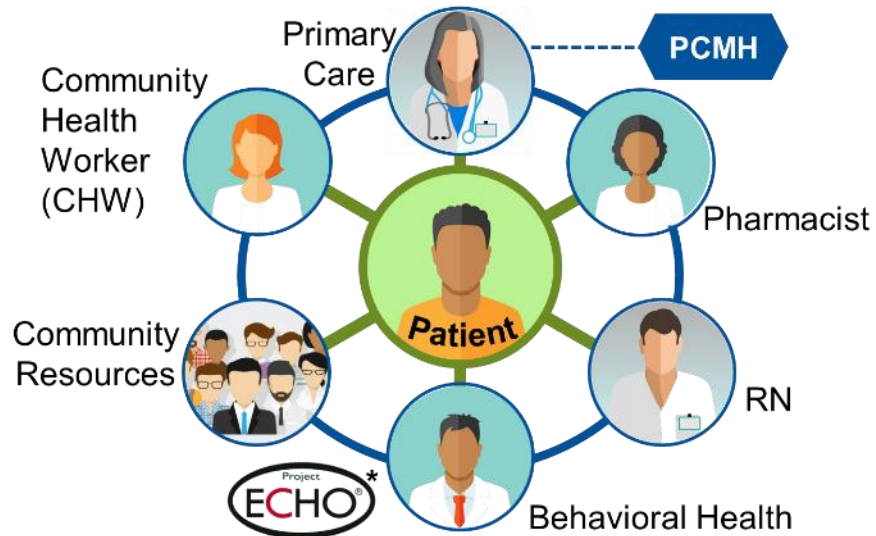 Primary
Care
PCMH
Community
Health
Worker
(CHW)
Pharmacist
Patient
Community
Resources
RN
Project
ECHO®*
Behavioral Health